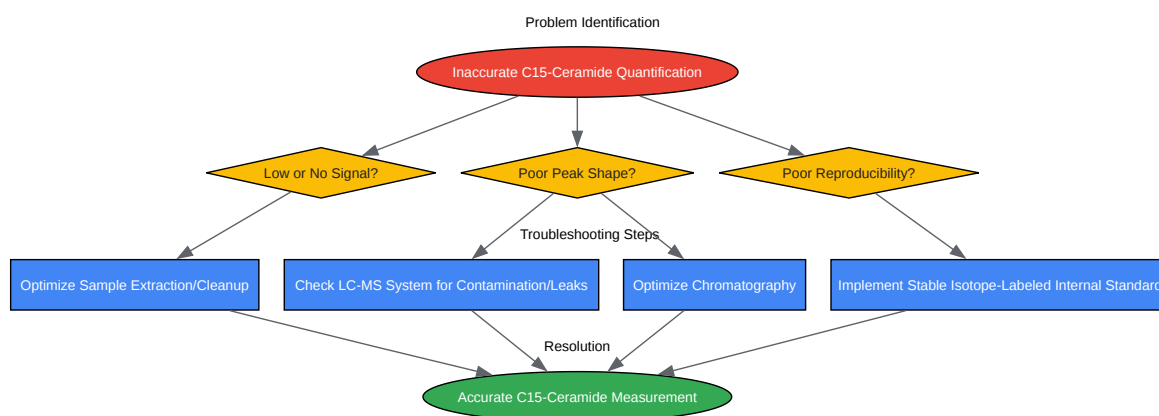 Problem Identification
Inaccurate C15-Ceramide Quantification
Low or No Signal?
Poor Peak Shape?
Poor Reproducibility?
Troubleshooting Steps
Optimize Sample Extraction/Cleanup
Check LC-MS System for Contamination/Leaks
Optimize Chromatography
Implement Stable Isotope-Labeled Internal Standard
Resolution
Accurate C15-Ceramide Measurement